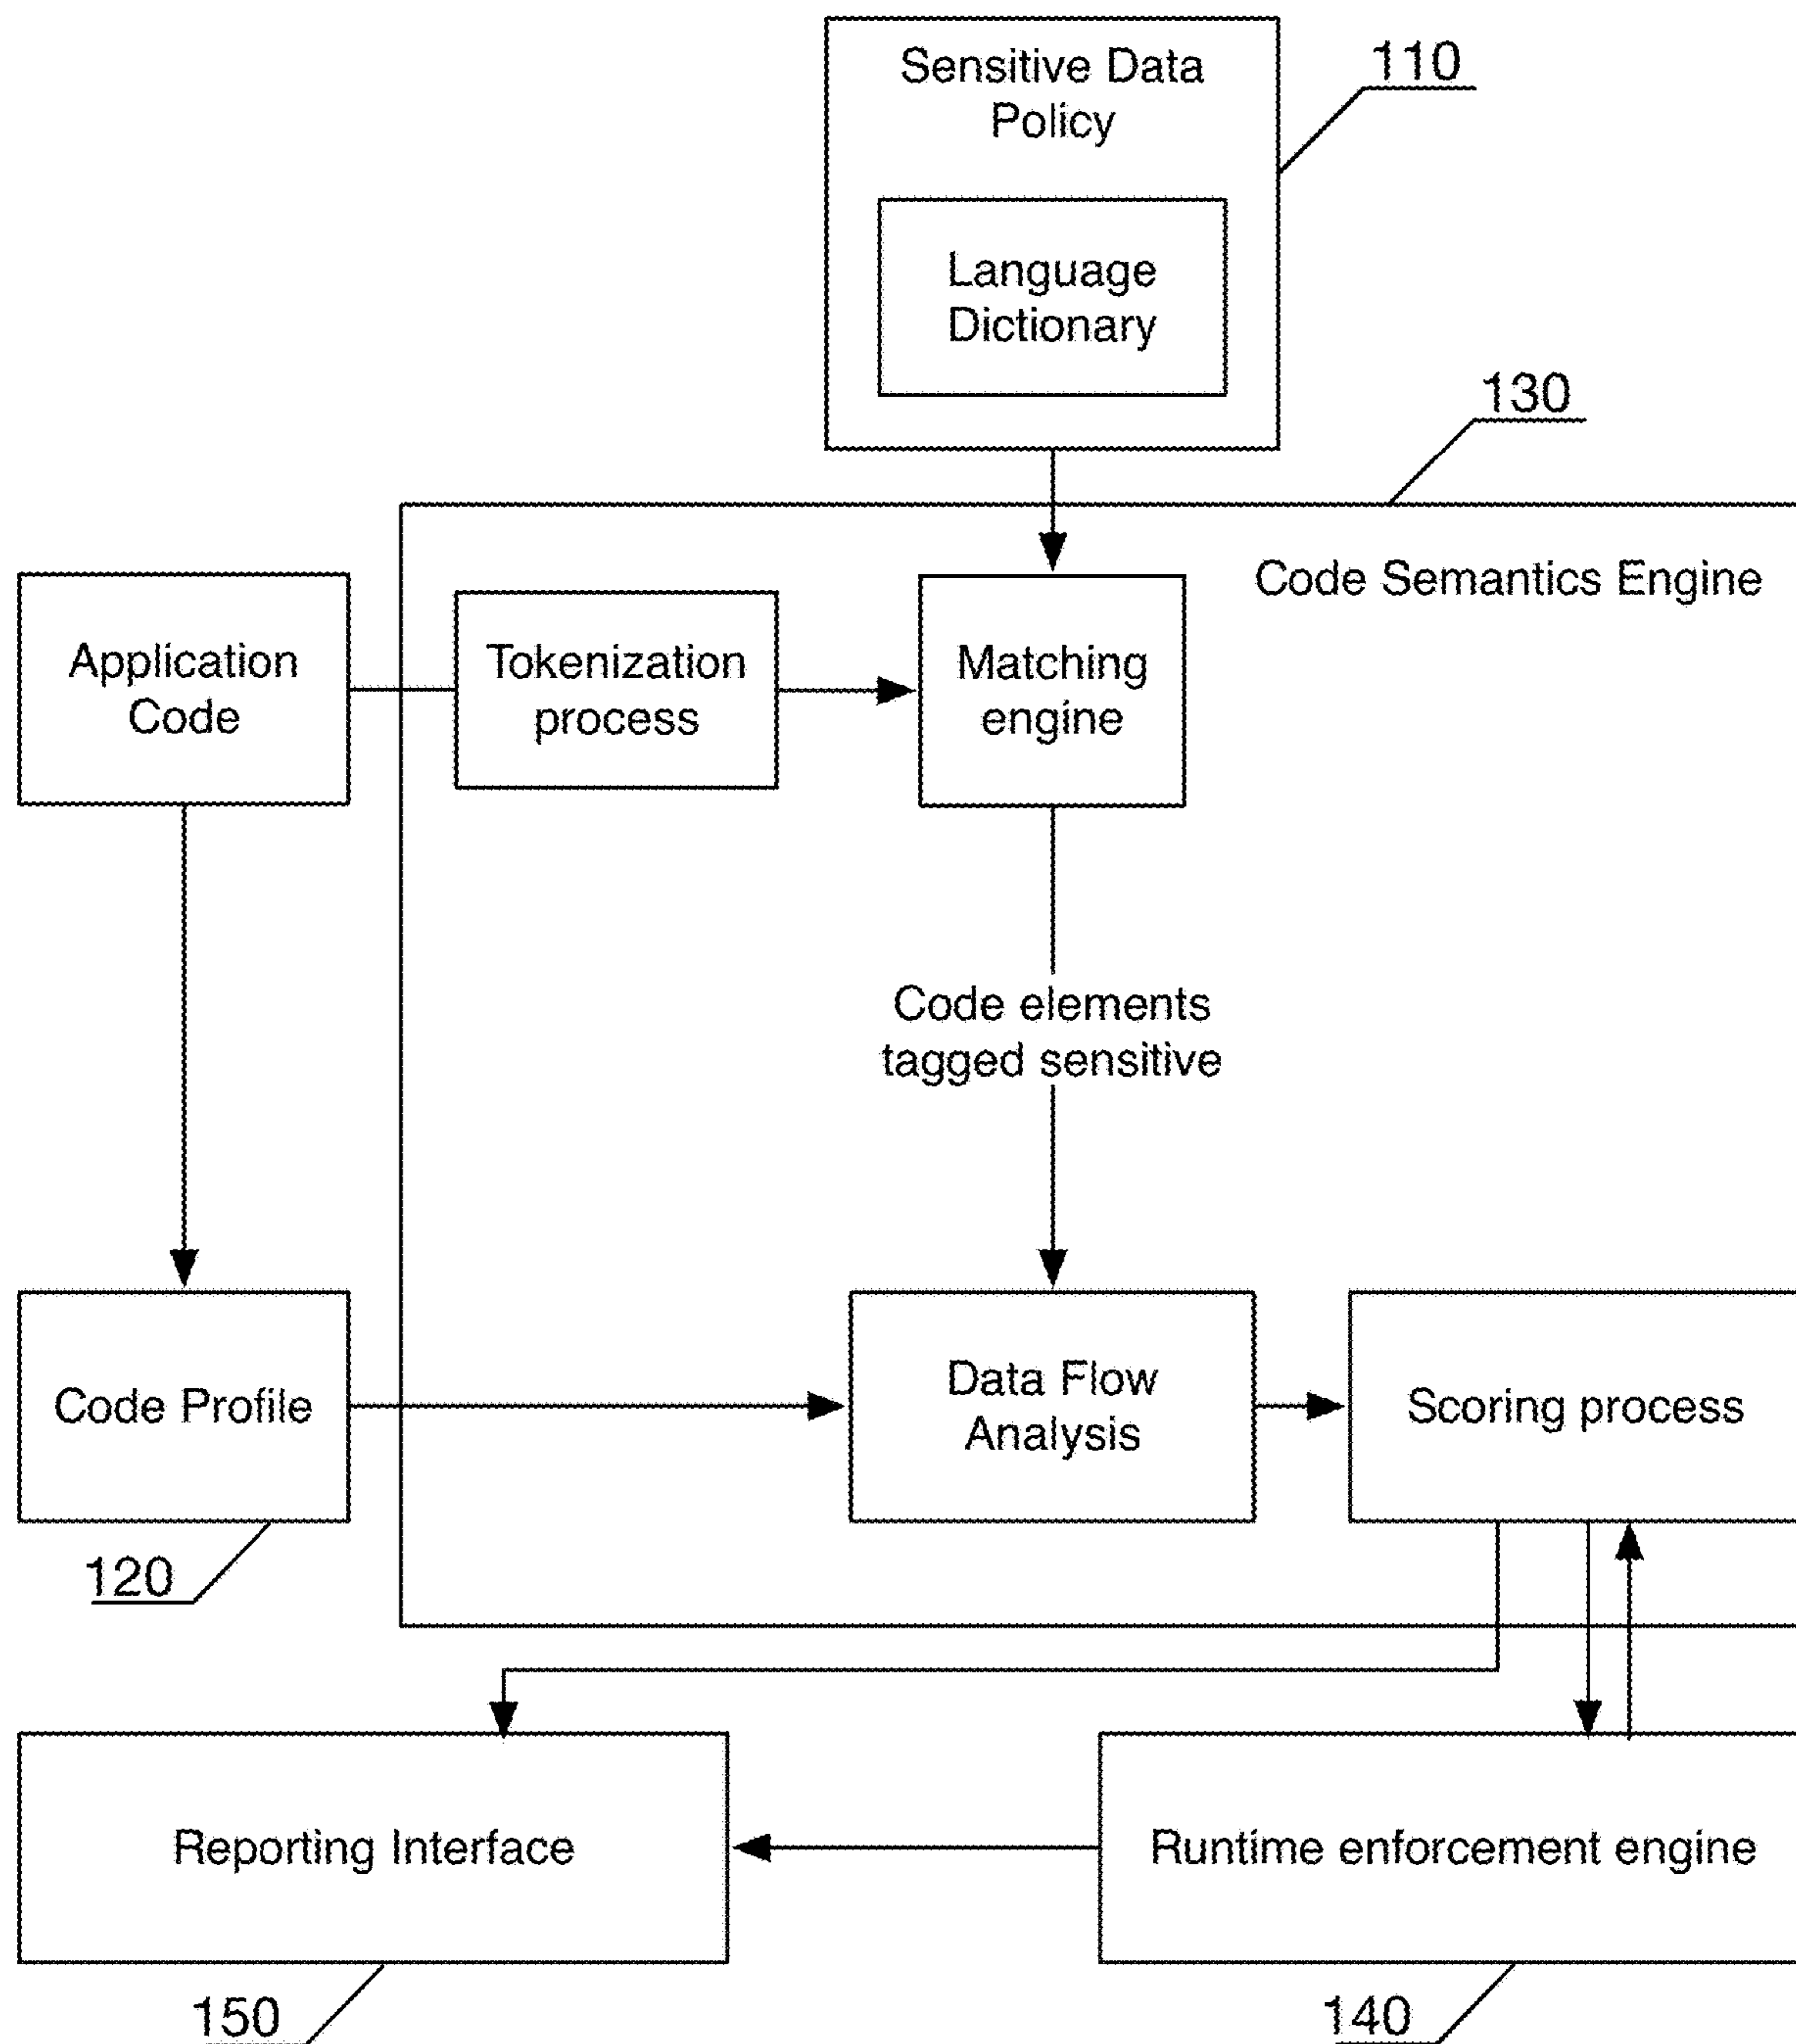 Sensitive Data
Policy
110
Language
Dictionary
130
Code Semantics Engine
Application
Code
Tokenization
process
Matching
engine
Code elements
tagged sensitive
Code Profile
Data Flow
Analysis
Scoring process
120
Reporting Interface
Runtime enforcement engine
150
140